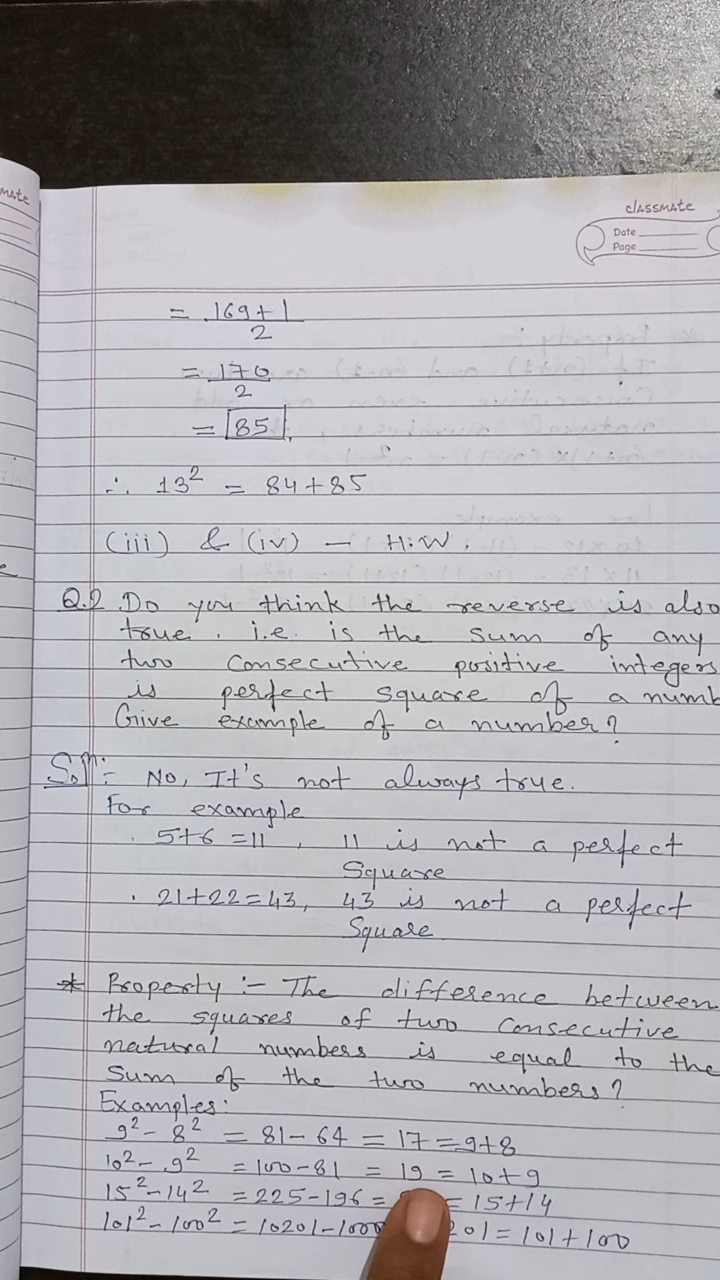 mate
classmate
Date
Page
= 169+1
2
= 170
2
= 85
∴ 13² = 84+85
(iii) & (iv) — H.W.
Q.2 Do you think the reverse is also
true. i.e. is the sum of any
two consecutive positive integers
is perfect square of a numb
Give example of a number?
Solⁿ:- No, It's not always true.
For example
. 5+6 =11, 11 is not a perfect
Square
. 21+22=43, 43 is not a perfect
Square
* Property :- The difference between
the squares of two consecutive
natural numbers is equal to the
sum of the two numbers?
Examples:
9² - 8² = 81-64 = 17 = 9+8
10² - 9² = 100-81 = 19 = 10+9
15² - 14² = 225-196 = = 15+14
101² - 100² = 10201-1000 201 = 101+100